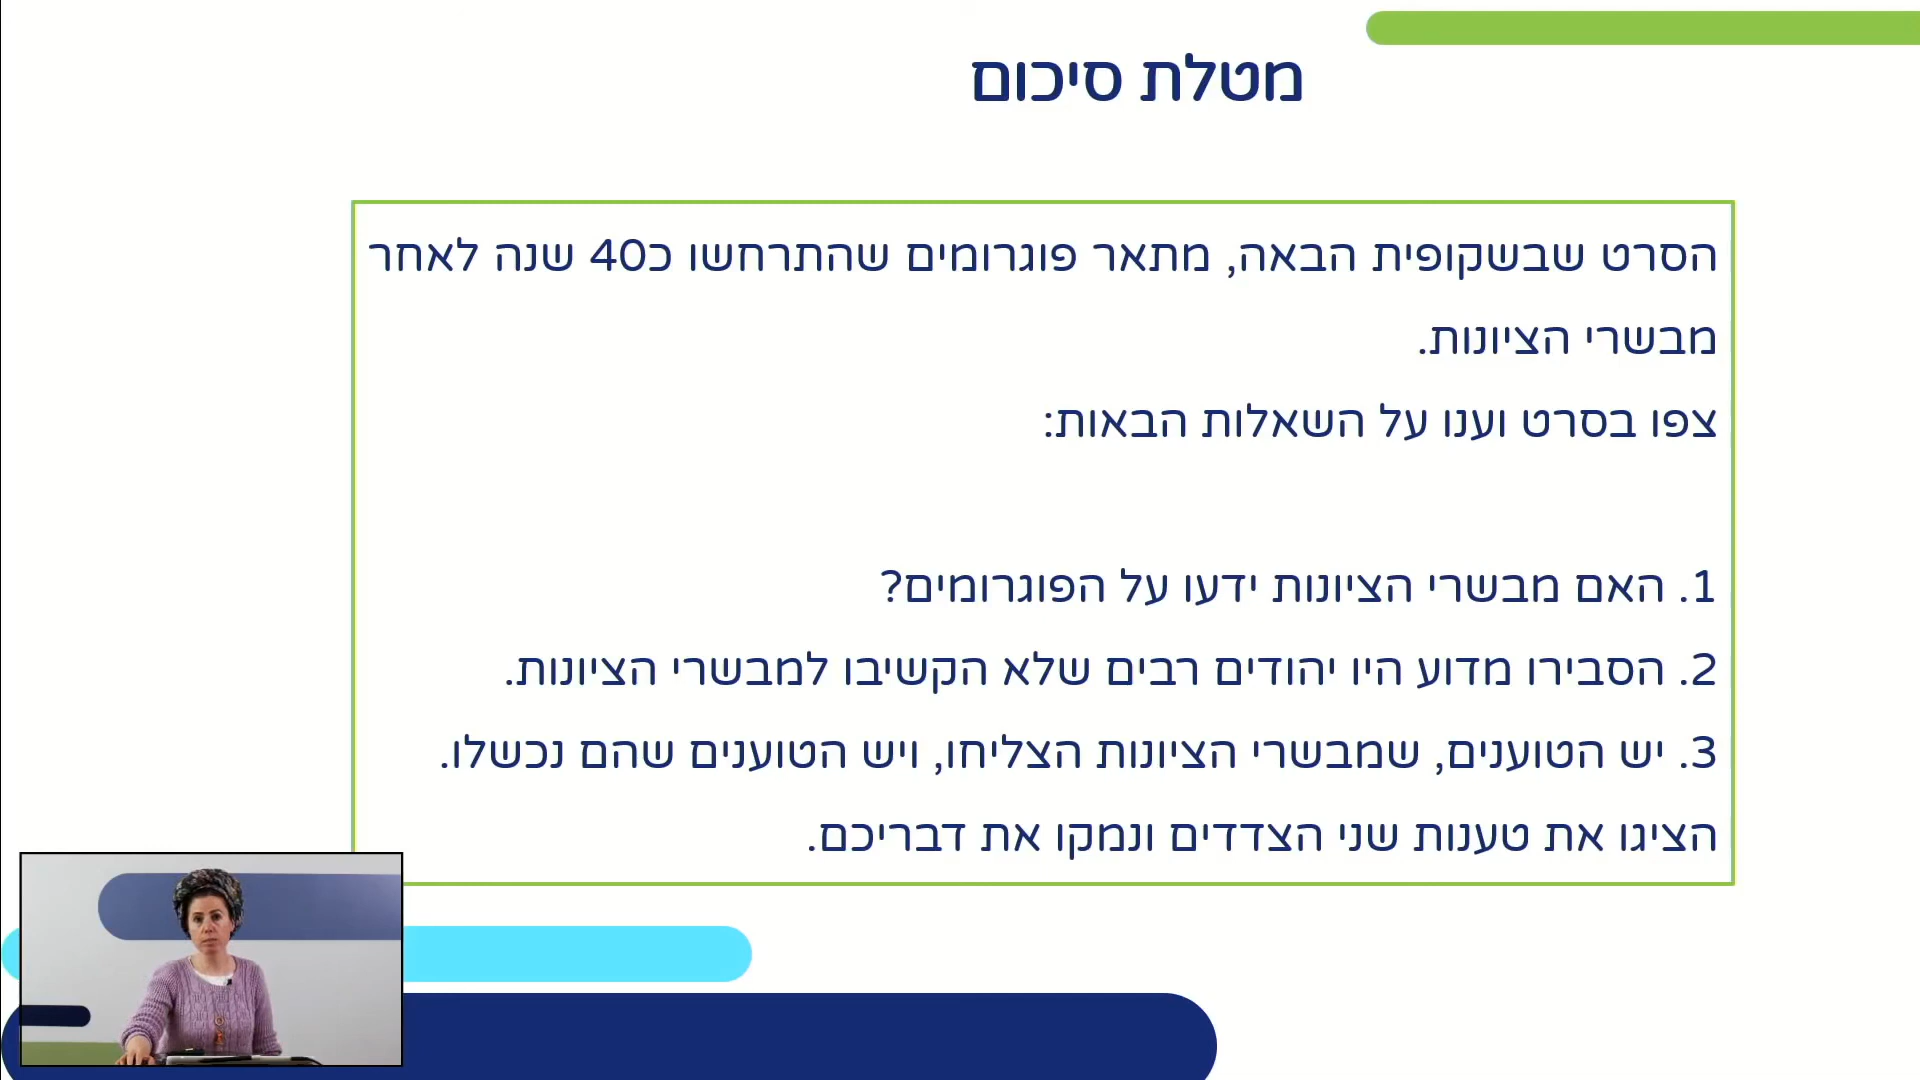 מטלת סיכום
הסרט שבשקופית הבאה, מתאר פוגרומים שהתרחשו כ40 שנה לאחר
מבשרי הציונות.
צפו בסרט וענו על השאלות הבאות:
1. האם מבשרי הציונות ידעו על הפוגרומים?
2. הסבירו מדוע היו יהודים רבים שלא הקשיבו למבשרי הציונות.
3. יש הטוענים, שמבשרי הציונות הצליחו, ויש הטוענים שהם נכשלו.
הציגו את טענות שני הצדדים ונמקו את דבריכם.